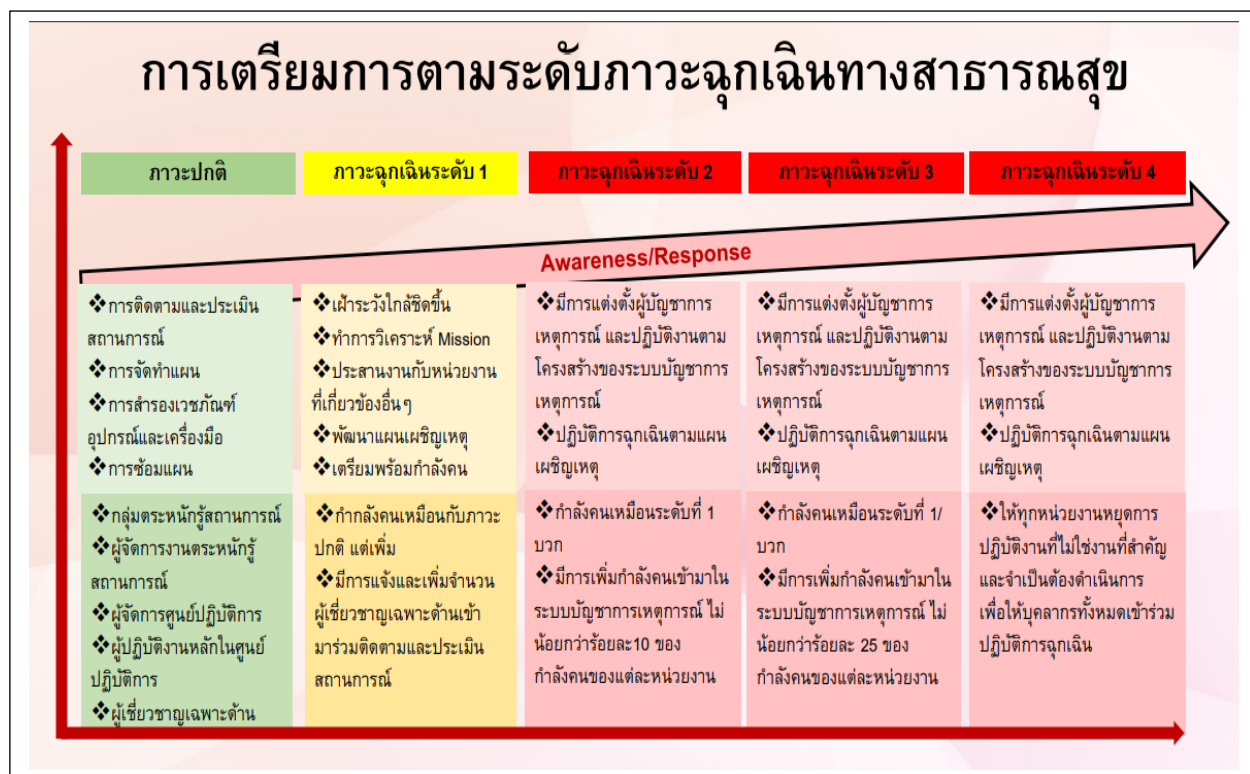 การเตรียมการตามระดับภาวะฉุกเฉินทางสาธารณสุข
ภาวะปกติ
ภาวะฉุกเฉินระดับ 1
ภาวะฉุกเฉินระดับ 2
ภาวะฉุกเฉินระดับ 3
ภาวะฉุกเฉินระดับ 4
Awareness/Response
❖การติดตามและประเมิน
สถานการณ์
❖การจัดทำแผน
❖การสำรองเวชภัณฑ์
อุปกรณ์และเครื่องมือ
❖การซ้อมแผน
❖เฝ้าระวังใกล้ชิดขึ้น
❖ทำการวิเคราะห์ Mission
❖ประสานงานกับหน่วยงาน
ที่เกี่ยวข้องอื่นๆ
❖พัฒนาแผนเผชิญเหตุ
❖เตรียมพร้อมกำลังคน
❖มีการแต่งตั้งผู้บัญชาการ
เหตุการณ์ และปฏิบัติงานตาม
โครงสร้างของระบบบัญชาการ
เหตุการณ์
❖ปฏิบัติการฉุกเฉินตามแผน
เผชิญเหตุ
❖มีการแต่งตั้งผู้บัญชาการ
เหตุการณ์ และปฏิบัติงานตาม
โครงสร้างของระบบบัญชาการ
เหตุการณ์
❖ปฏิบัติการฉุกเฉินตามแผน
เผชิญเหตุ
❖มีการแต่งตั้งผู้บัญชาการ
เหตุการณ์ และปฏิบัติงานตาม
โครงสร้างของระบบบัญชาการ
เหตุการณ์
❖ปฏิบัติการฉุกเฉินตามแผน
เผชิญเหตุ
❖กลุ่มตระหนักรู้สถานการณ์
❖ผู้จัดการงานตระหนักรู้
สถานการณ์
❖ผู้จัดการศูนย์ปฏิบัติการ
❖ผู้ปฏิบัติงานหลักในศูนย์
ปฏิบัติการ
❖ผู้เชี่ยวชาญเฉพาะด้าน
❖กำกลังคนเหมือนกับภาวะ
ปกติ แต่เพิ่ม
❖มีการแจ้งและเพิ่มจำนวน
ผู้เชี่ยวชาญเฉพาะด้านเข้า
มาร่วมติดตามและประเมิน
สถานการณ์
❖กำลังคนเหมือนระดับที่ 1
บวก
❖มีการเพิ่มกำลังคนเข้ามาใน
ระบบบัญชาการเหตุการณ์ ไม่
น้อยกว่าร้อยละ10 ของ
กำลังคนของแต่ละหน่วยงาน
❖กำลังคนเหมือนระดับที่ 1/
บวก
❖มีการเพิ่มกำลังคนเข้ามาใน
ระบบบัญชาการเหตุการณ์ ไม่
น้อยกว่าร้อยละ 25 ของ
กำลังคนของแต่ละหน่วยงาน
❖ให้ทุกหน่วยงานหยุดการ
ปฏิบัติงานที่ไม่ใช่งานที่สำคัญ
และจำเป็นต้องดำเนินการ
เพื่อให้บุคลากรทั้งหมดเข้าร่วม
ปฏิบัติการฉุกเฉิน